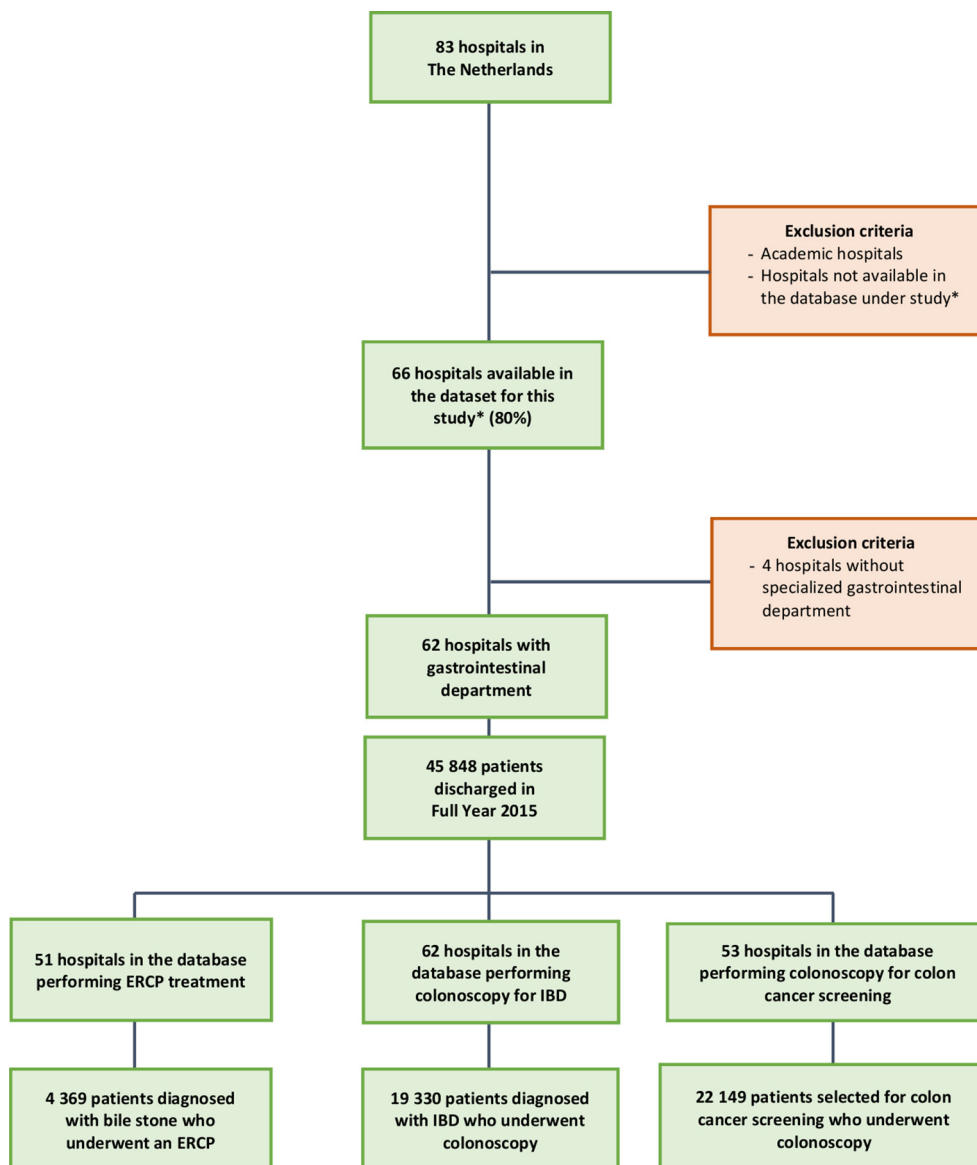 83 hospitals in
The Netherlands
Exclusion criteria
- Academic hospitals
- Hospitals not available in
the database under study*
66 hospitals available in
the dataset for this
study* (80%)
Exclusion criteria
- 4 hospitals without
specialized gastrointestinal
department
62 hospitals with
gastrointestinal
department
45 848 patients
discharged in
Full Year 2015
51 hospitals in the database
performing ERCP treatment
62 hospitals in the
database performing
colonoscopy for IBD
53 hospitals in the database
performing colonoscopy for colon
cancer screening
4 369 patients diagnosed
with bile stone who
underwent an ERCP
19 330 patients diagnosed
with IBD who underwent
colonoscopy
22 149 patients selected for colon
cancer screening who underwent
colonoscopy